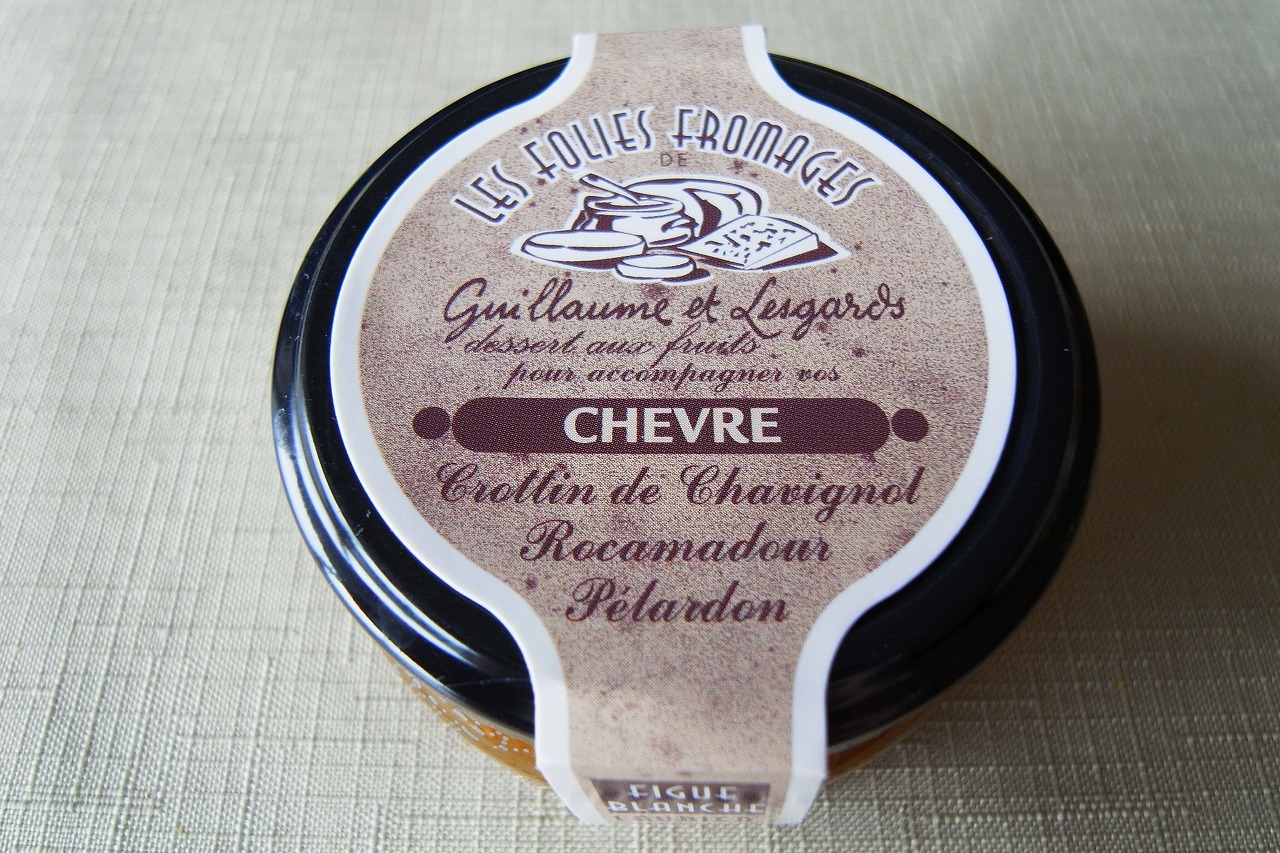 LES FOLIES FROMAGES
DE
Guillaume et Lesgards
dessert aux fruits
pour accompagner vos
CHEVRE
Crottin de Chavignol
Rocamadour
Pélardon
FIGUE
BLANCHE